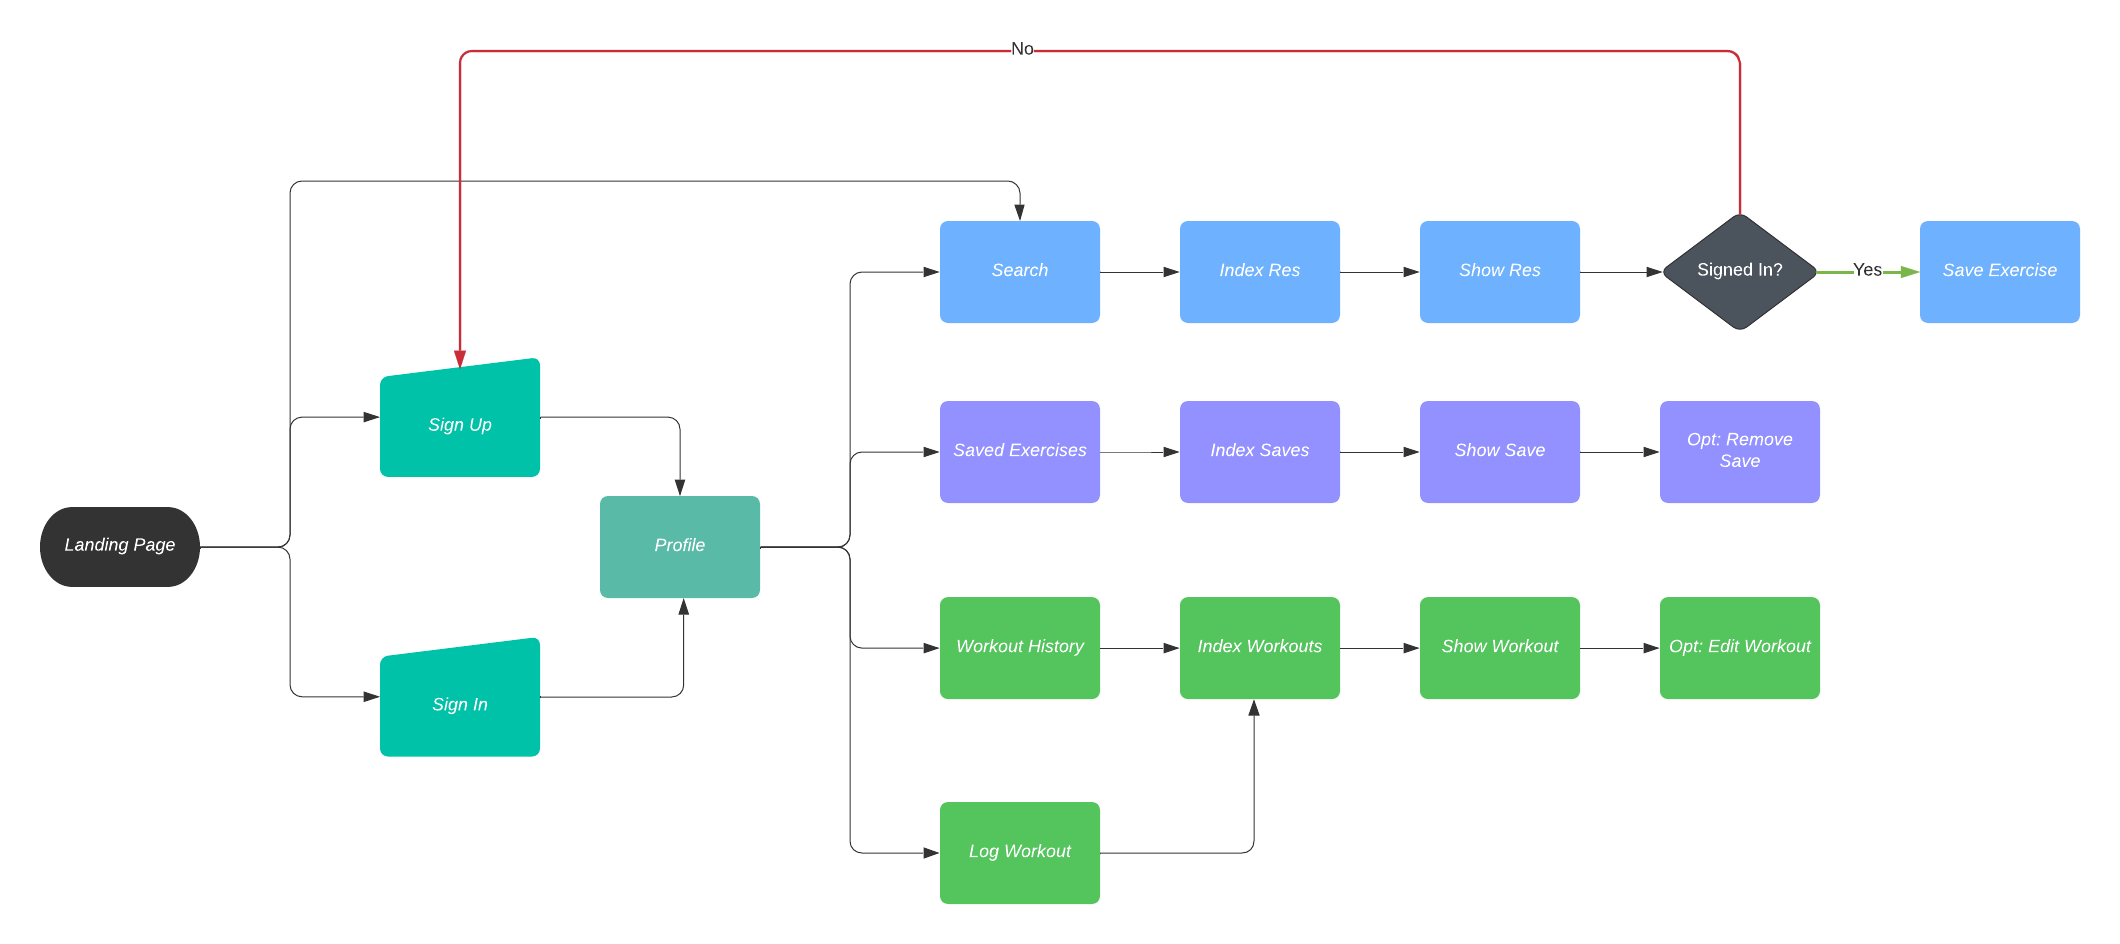 No
Search
Index Res
Show Res
Signed In?
Yes
Save Exercise
Sign Up
Saved Exercises
Index Saves
Show Save
Opt: Remove
Save
Landing Page
Profile
Workout History
Index Workouts
Show Workout
Opt: Edit Workout
Sign In
Log Workout